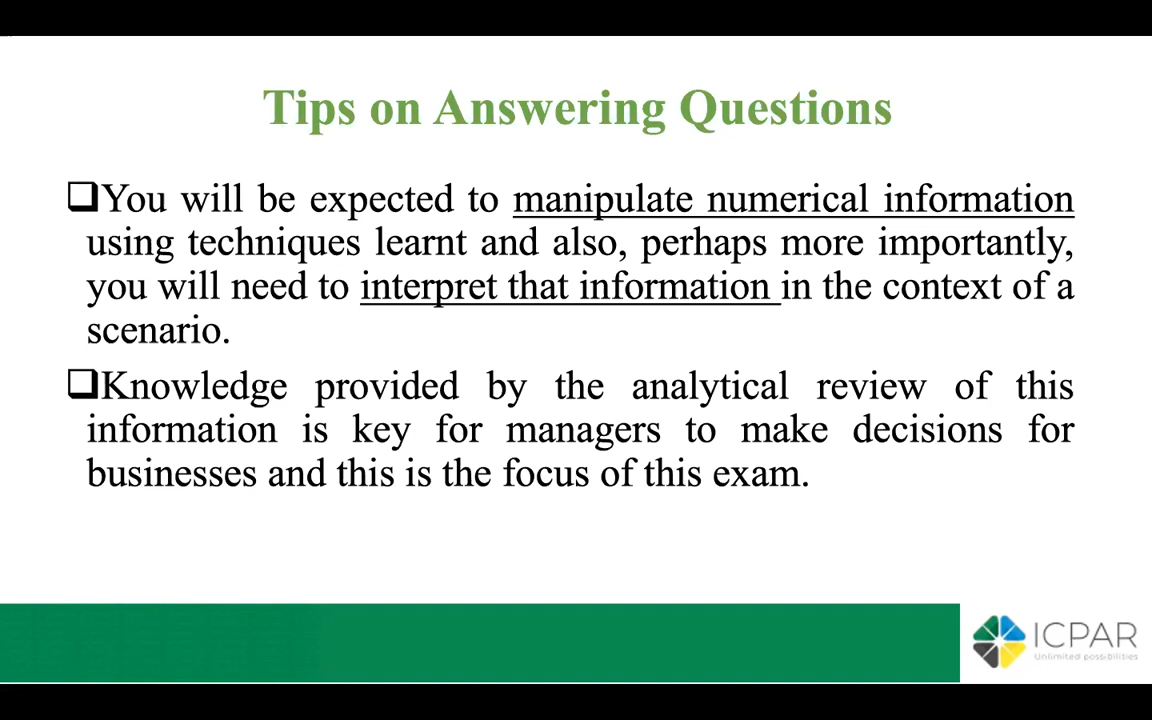 Tips on Answering Questions
❑You will be expected to manipulate numerical information
using techniques learnt and also, perhaps more importantly,
you will need to interpret that information in the context of a
scenario.
❑Knowledge provided by the analytical review of this
information is key for managers to make decisions for
businesses and this is the focus of this exam.
ICPAR
Unlimited possibilities